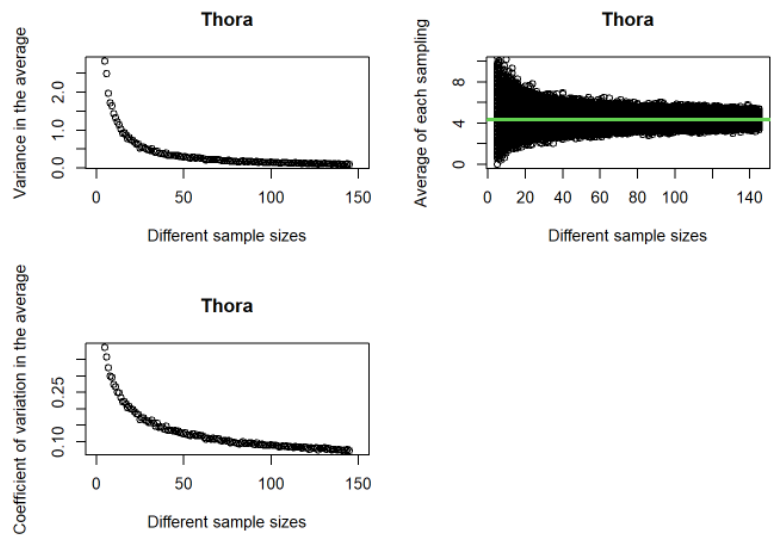 Thora
Variance in the average
0.0 1.0 2.0
0 50 100 150
Different sample sizes
Thora
Average of each sampling
0 4 8
0 20 40 60 80 100 140
Different sample sizes
Thora
Coefficient of variation in the average
0.10 0.25
0 50 100 150
Different sample sizes